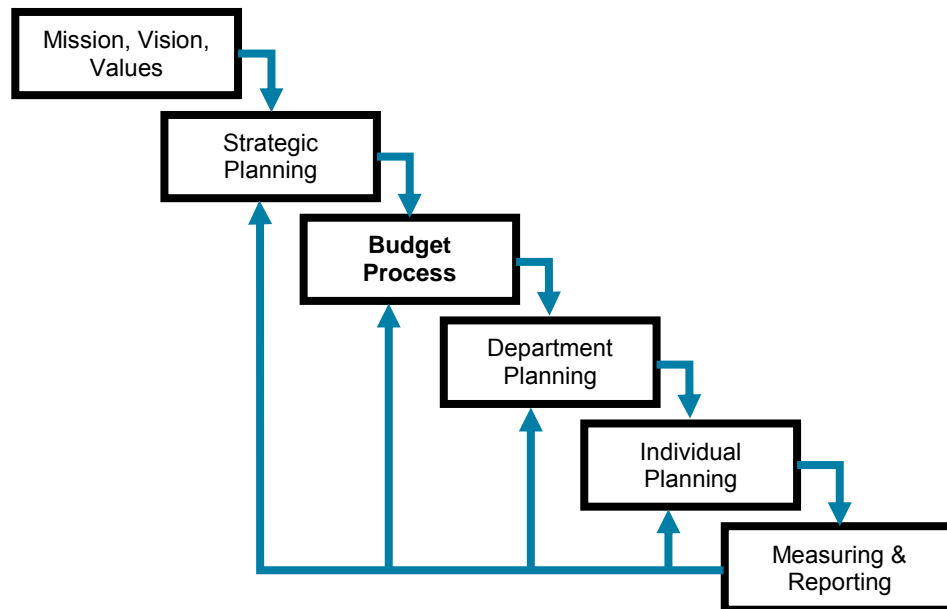 Mission, Vision,
Values
Strategic
Planning
Budget
Process
Department
Planning
Individual
Planning
Measuring &
Reporting